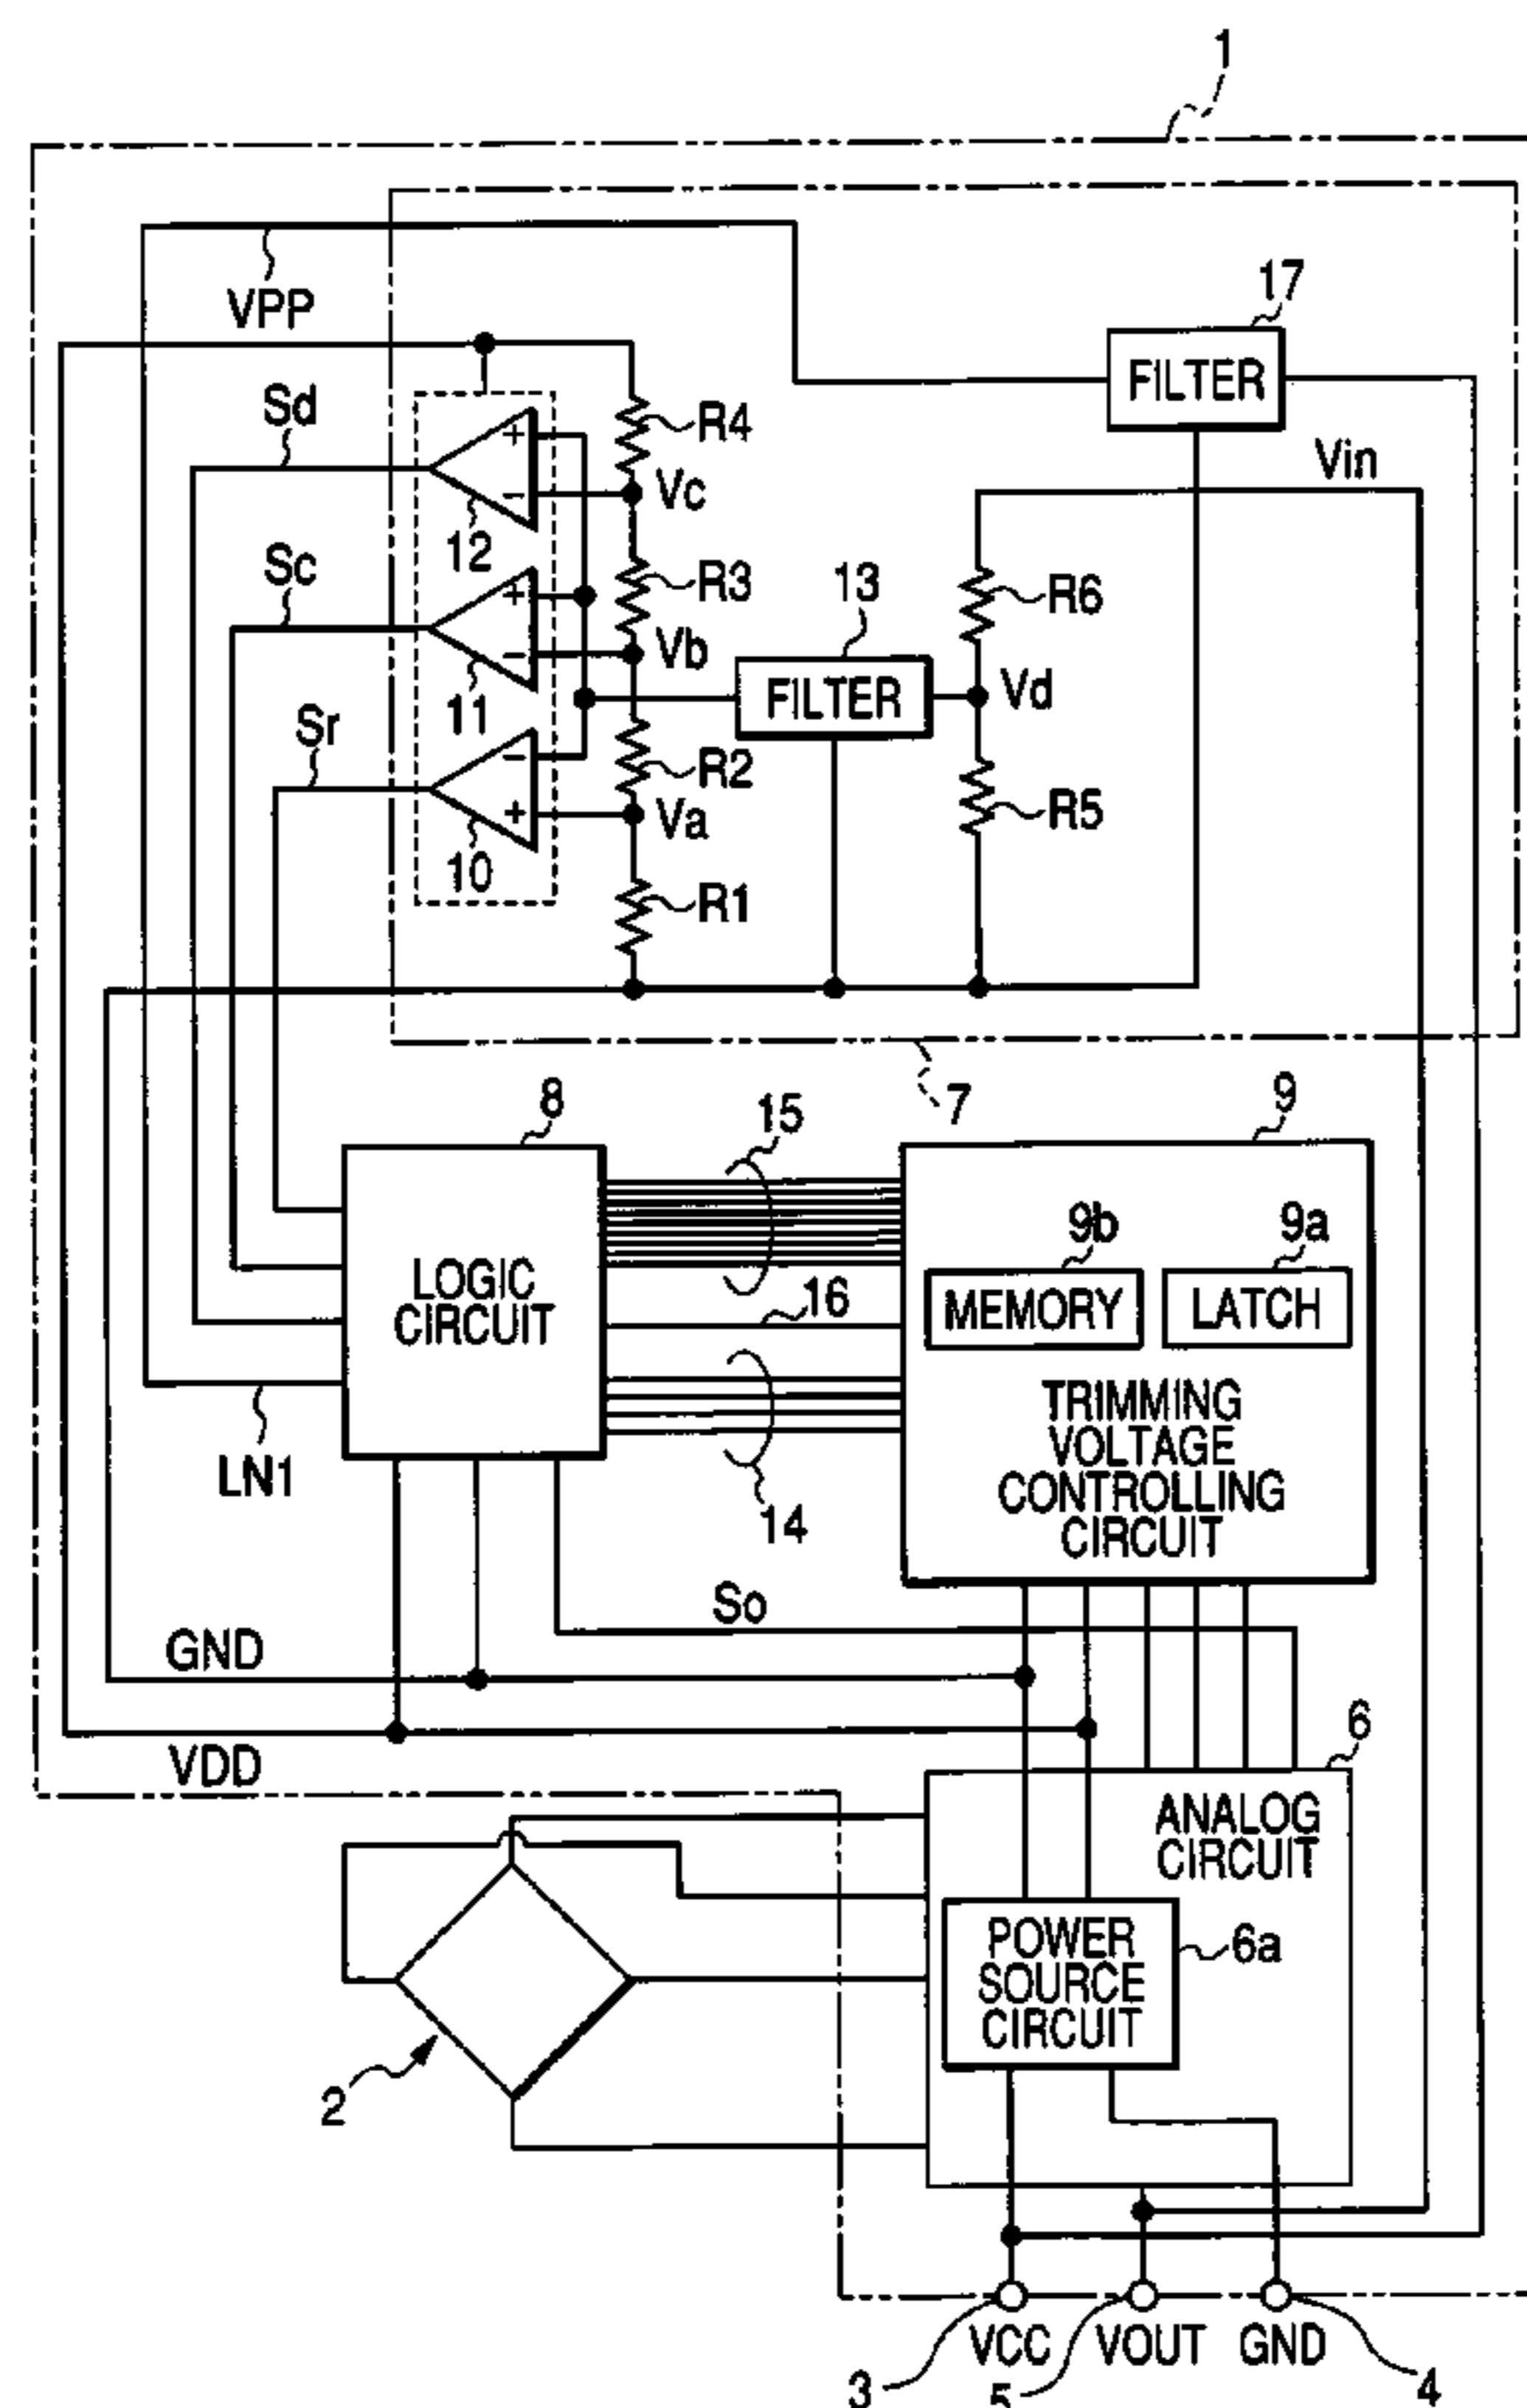 1
17
VPP
FILTER
Sd
R4
Vin
Vc
12
Sc
R3
13
R6
Vb
FILTER
Vd
11
Sr
R2
R5
Va
10
R1
7
8
15
9
9b
9a
LOGIC
CIRCUIT
16
MEMORY
LATCH
TRIMMING
VOLTAGE
CONTROLLING
CIRCUIT
LN1
14
So
GND
6
VDD
ANALOG
CIRCUIT
POWER
SOURCE
CIRCUIT
6a
2
VCC
VOUT
GND
3
5
4